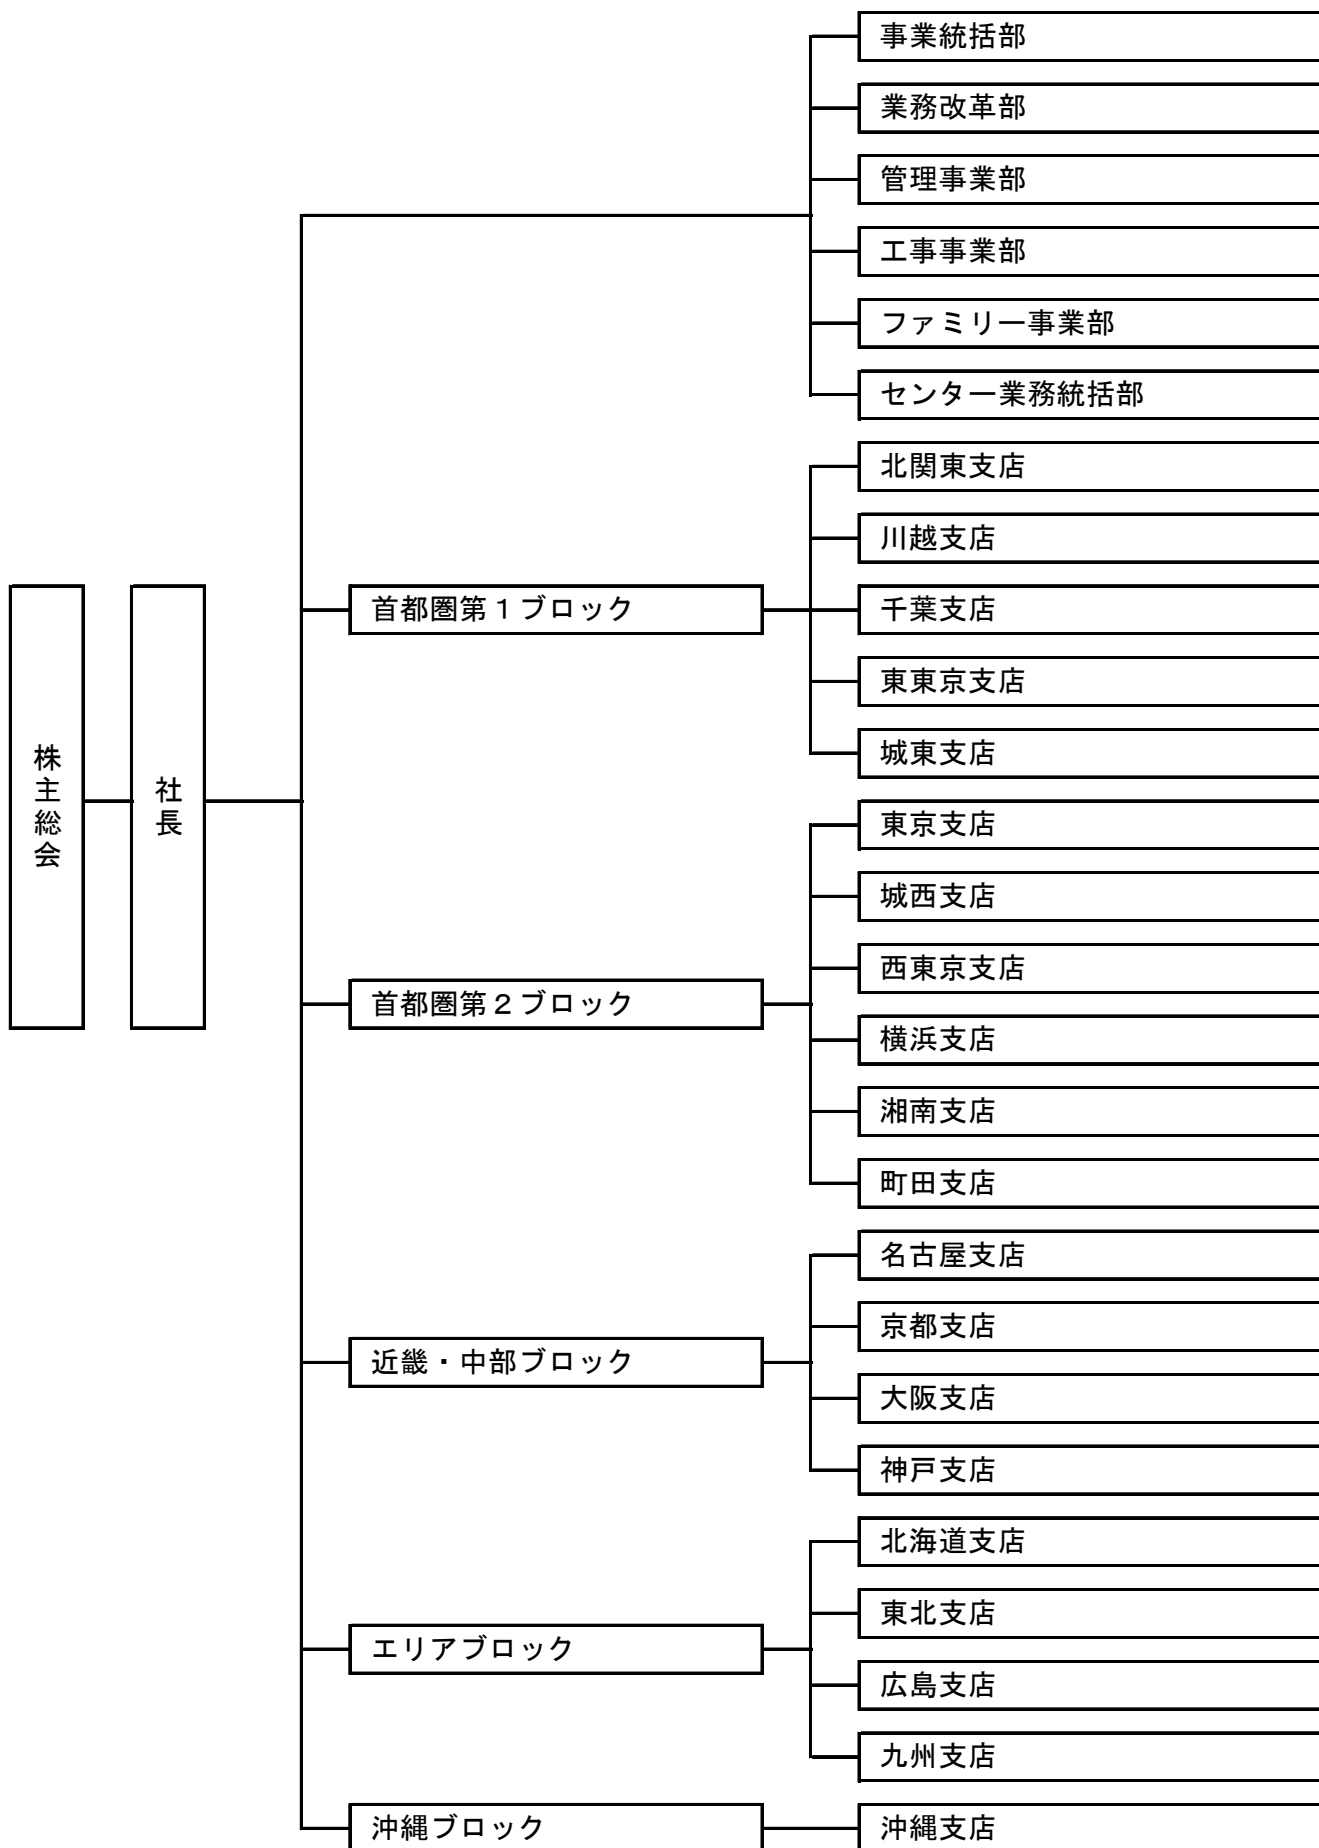 株主総会
社長
事業統括部
業務改革部
管理事業部
工事事業部
ファミリー事業部
センター業務統括部
首都圏第１ブロック
北関東支店
川越支店
千葉支店
東東京支店
城東支店
首都圏第２ブロック
東京支店
城西支店
西東京支店
横浜支店
湘南支店
町田支店
近畿・中部ブロック
名古屋支店
京都支店
大阪支店
神戸支店
エリアブロック
北海道支店
東北支店
広島支店
九州支店
沖縄ブロック
沖縄支店